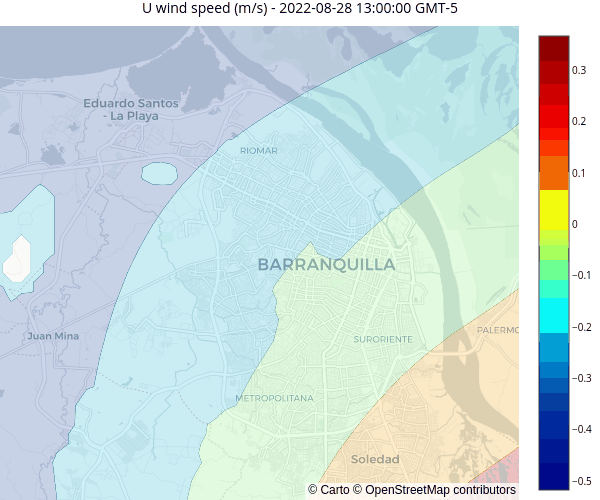 U wind speed (m/s) - 2022-08-28 13:00:00 GMT-5
Eduardo Santos
- La Playa
RIOMAR
BARRANQUILLA
Juan Mina
SURORIENTE
PALERMO
METROPOLITANA
Soledad
© Carto © OpenStreetMap contributors
0.3
0.2
0.1
0
−0.1
−0.2
−0.3
−0.4
−0.5